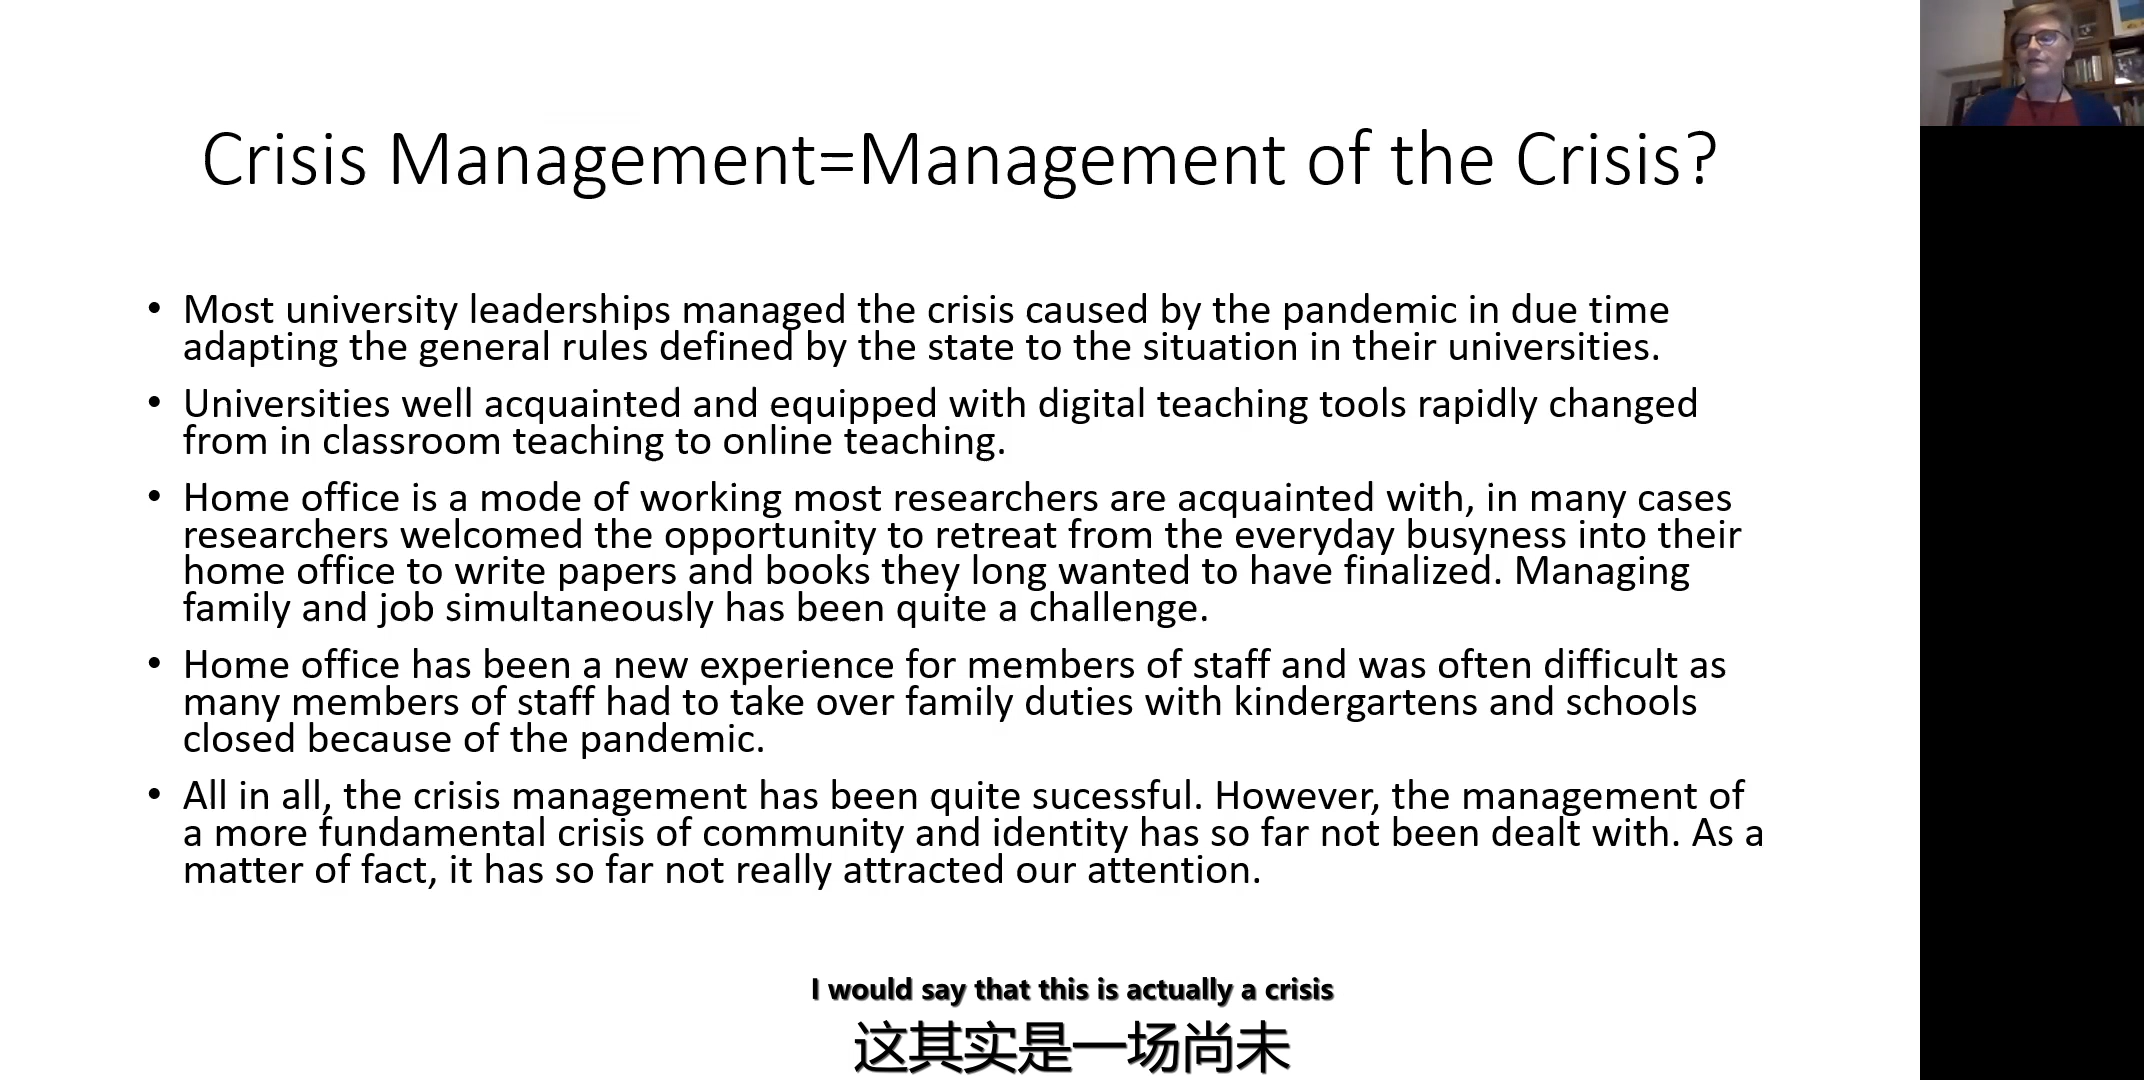 Crisis Management=Management of the Crisis?
• Most university leaderships managed the crisis caused by the pandemic in due time
adapting the general rules defined by the state to the situation in their universities.
• Universities well acquainted and equipped with digital teaching tools rapidly changed
from in classroom teaching to online teaching.
• Home office is a mode of working most researchers are acquainted with, in many cases
researchers welcomed the opportunity to retreat from the everyday busyness into their
home office to write papers and books they long wanted to have finalized. Managing
family and job simultaneously has been quite a challenge.
• Home office has been a new experience for members of staff and was often difficult as
many members of staff had to take over family duties with kindergartens and schools
closed because of the pandemic.
• All in all, the crisis management has been quite sucessful. However, the management of
a more fundamental crisis of community and identity has so far not been dealt with. As a
matter of fact, it has so far not really attracted our attention.
I would say that this is actually a crisis
这其实是一场尚未